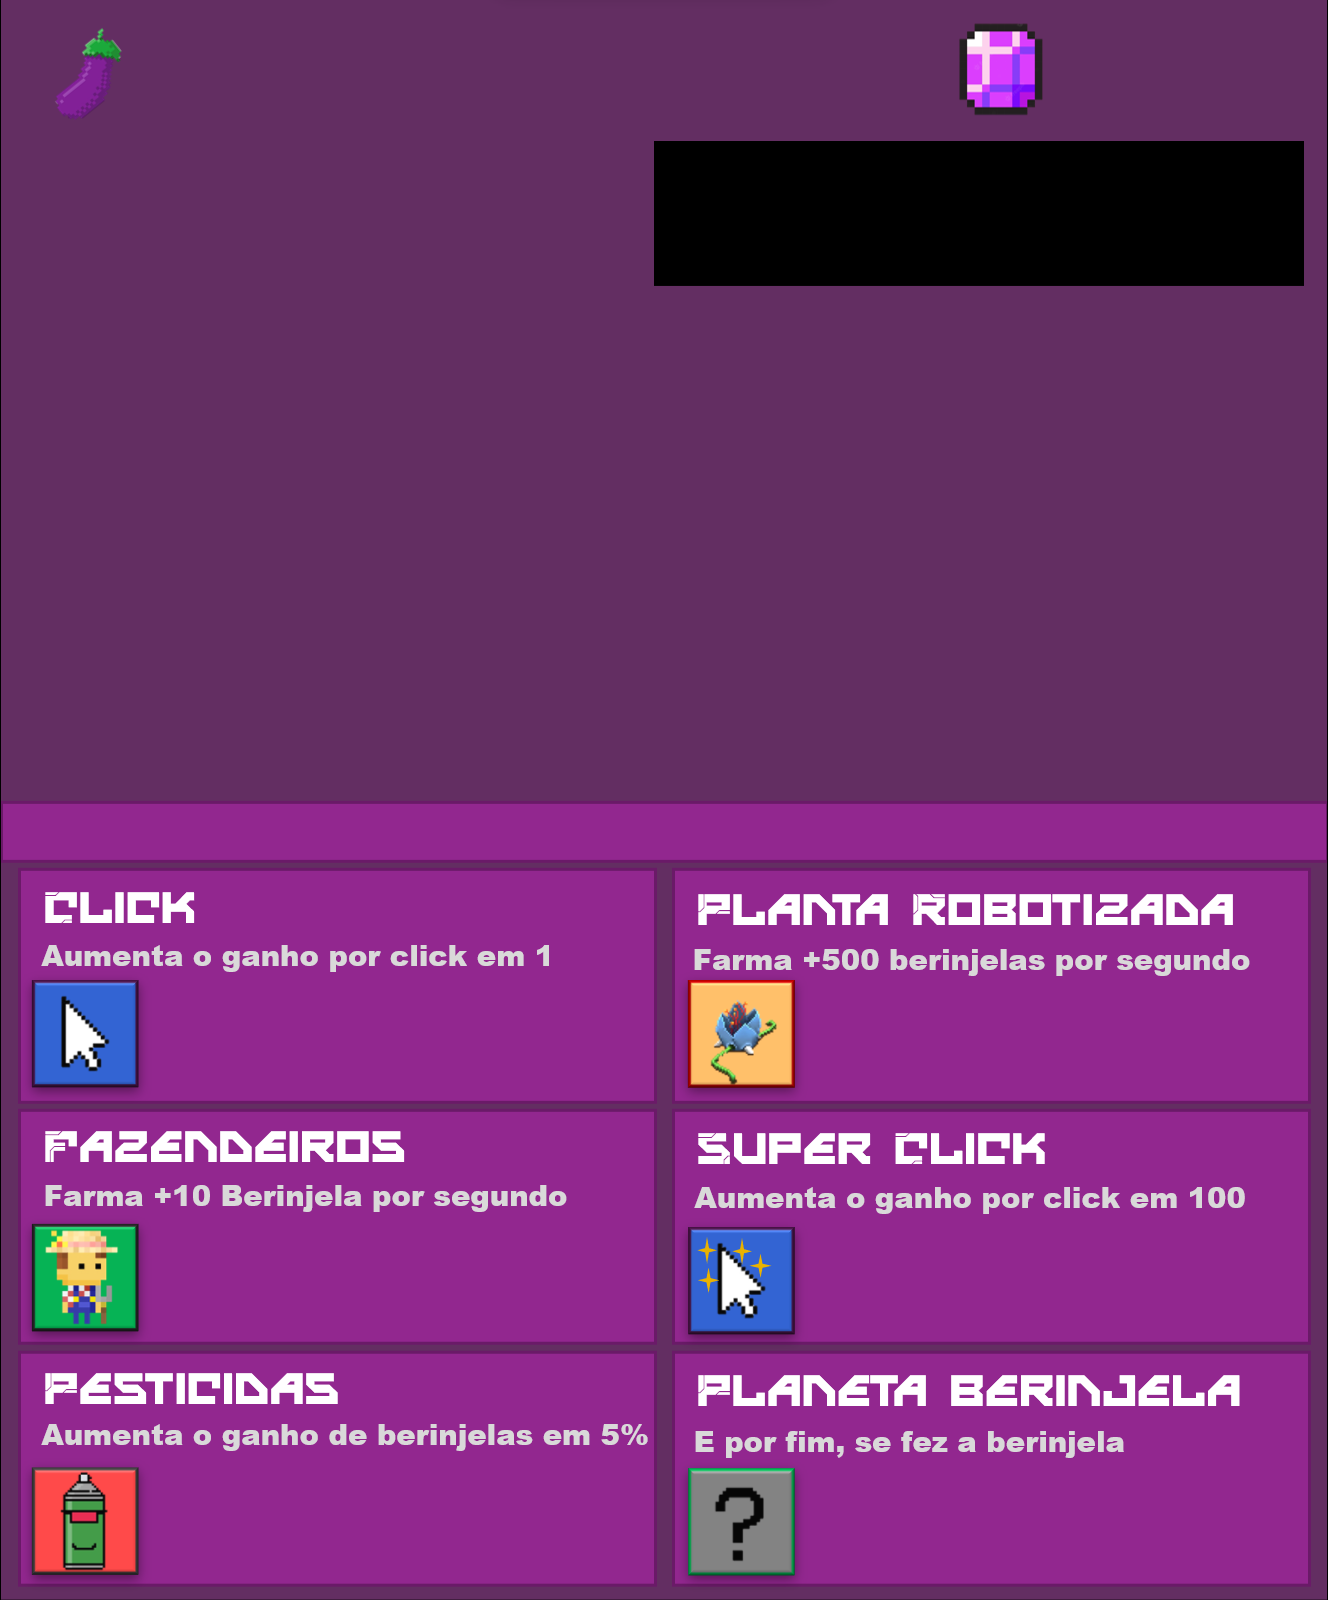 CLICK
Aumenta o ganho por click em 1
PLANTA ROBOTIZADA
Farma +500 berinjelas por segundo
FAZENDEIROS
Farma +10 Berinjela por segundo
SUPER CLICK
Aumenta o ganho por click em 100
PESTICIDAS
Aumenta o ganho de berinjelas em 5%
PLANETA BERINJELA
E por fim, se fez a berinjela
?